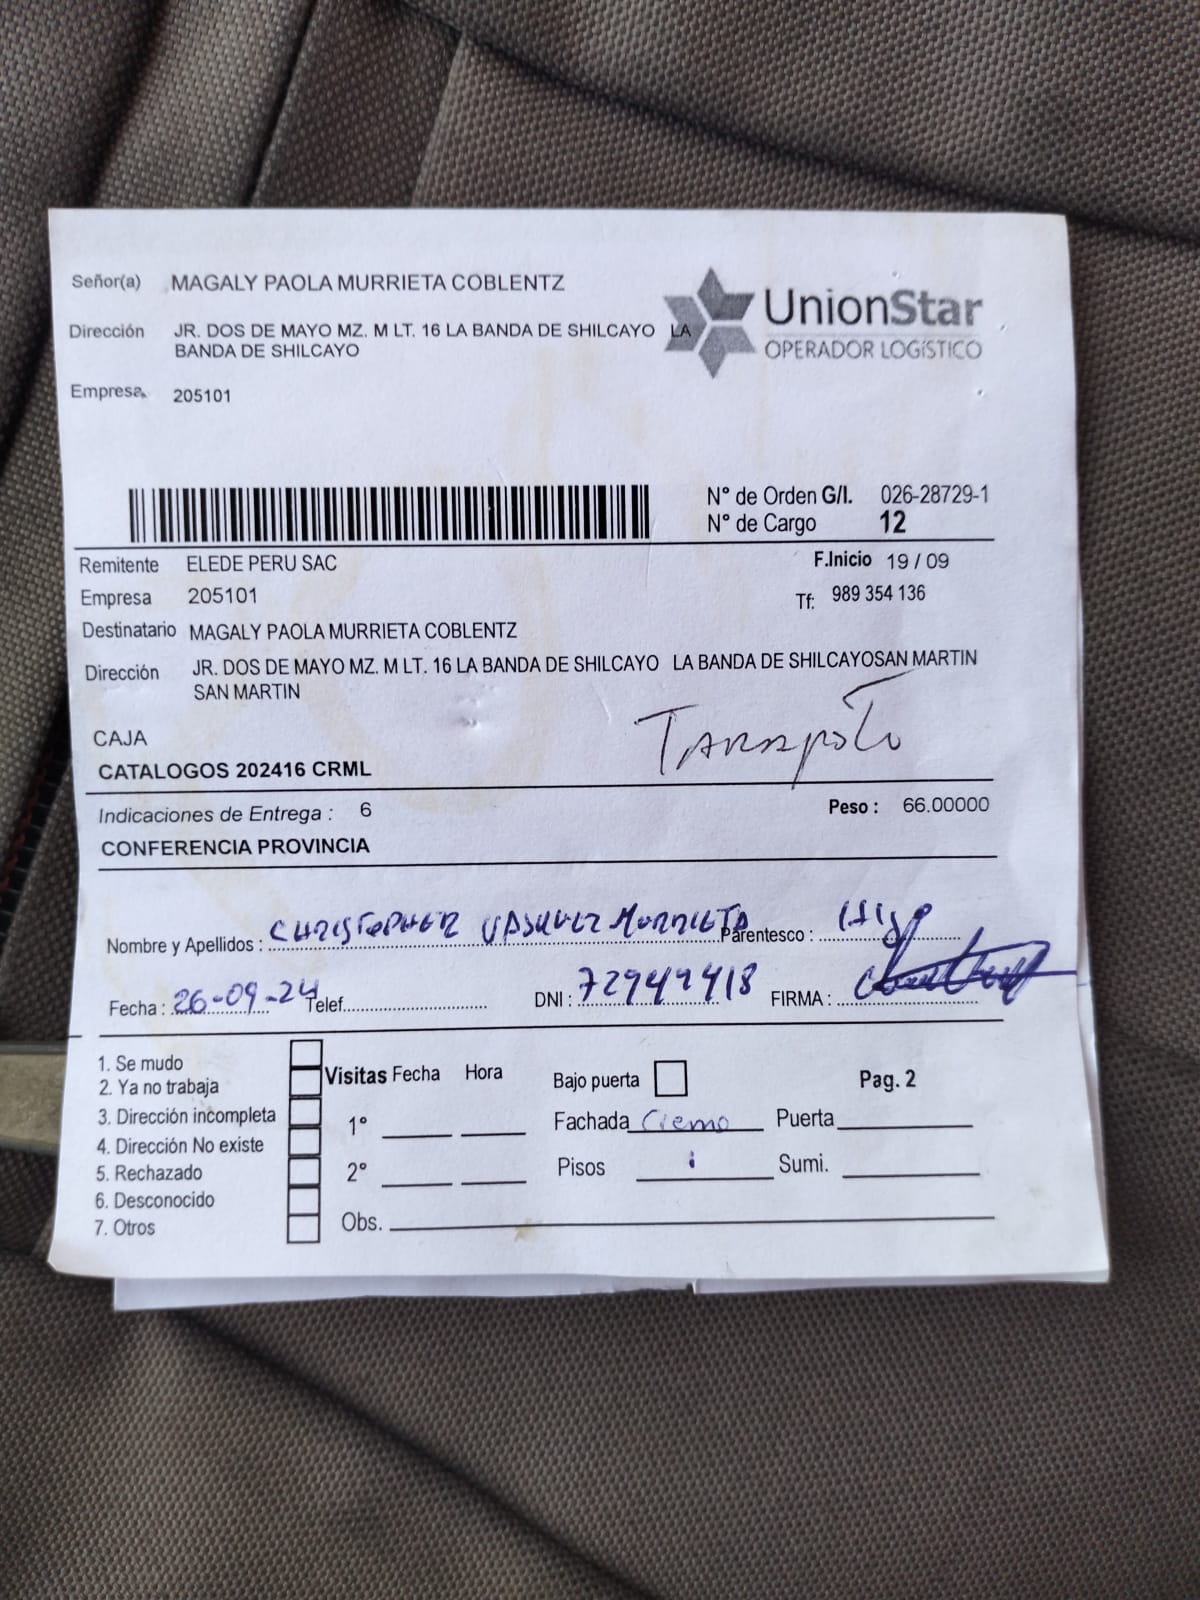 Señor(a) MAGALY PAOLA MURRIETA COBLENTZ
UnionStar
OPERADOR LOGíSTICO
Dirección JR. DOS DE MAYO MZ. M LT. 16 LA BANDA DE SHILCAYO LA
BANDA DE SHILCAYO
Empresa 205101
N° de Orden G/I. 026-28729-1
N° de Cargo 12
Remitente ELEDE PERU SAC
F.Inicio 19 / 09
Empresa 205101
Tf: 989 354 136
Destinatario MAGALY PAOLA MURRIETA COBLENTZ
Dirección JR. DOS DE MAYO MZ. M LT. 16 LA BANDA DE SHILCAYO LA BANDA DE SHILCAYOSAN MARTIN
SAN MARTIN
TARAPOTO
CAJA
CATALOGOS 202416 CRML
Indicaciones de Entrega : 6 Peso : 66.00000
CONFERENCIA PROVINCIA
Nombre y Apellidos : CHRISTOPHER VASQUEZ MURRIETA Parentesco : Hijo
Fecha : 26-09-24 Telef. DNI : 72949418 FIRMA :
1. Se mudo
2. Ya no trabaja
3. Dirección incompleta
4. Dirección No existe
5. Rechazado
6. Desconocido
7. Otros
Visitas Fecha Hora
1°
2°
Obs.
Bajo puerta
Pag. 2
Fachada Cremo Puerta
Pisos 1 Sumi.